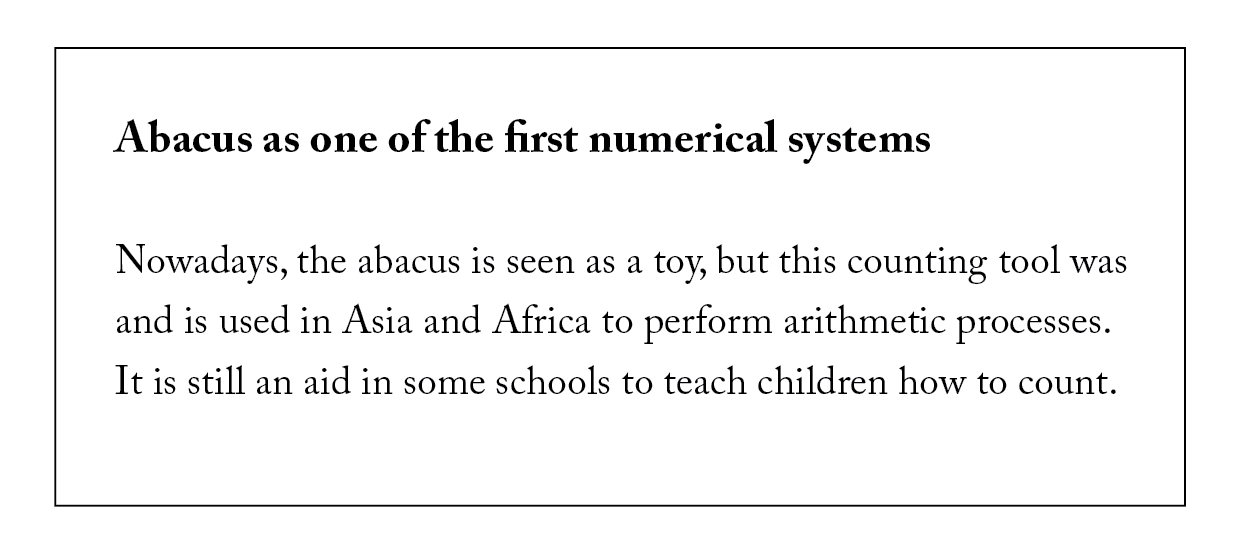 Abacus as one of the first numerical systems
Nowadays, the abacus is seen as a toy, but this counting tool was
and is used in Asia and Africa to perform arithmetic processes.
It is still an aid in some schools to teach children how to count.